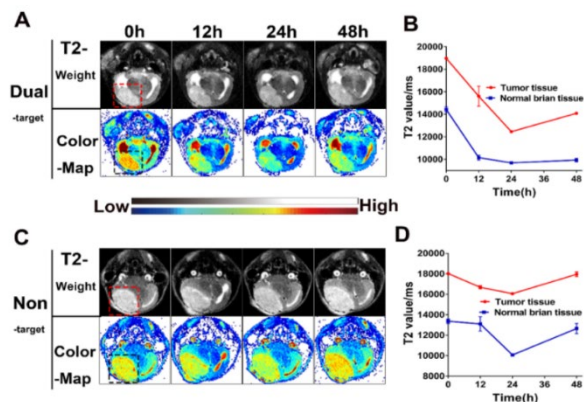 A
0h 12h 24h 48h
T2-
Weight
Dual
-target
Color
-Map
Low High
B
T2 value/ms
20000
18000
16000
14000
12000
10000
Tumor tissue
Normal brian tissue
0 12 24 36 48
Time(h)
C
T2-
Weight
Non
-target
Color
-Map
D
T2 value/ms
20000
18000
16000
14000
12000
10000
8000
Tumor tissue
Normal brian tissue
0 12 24 36 48
Time(h)